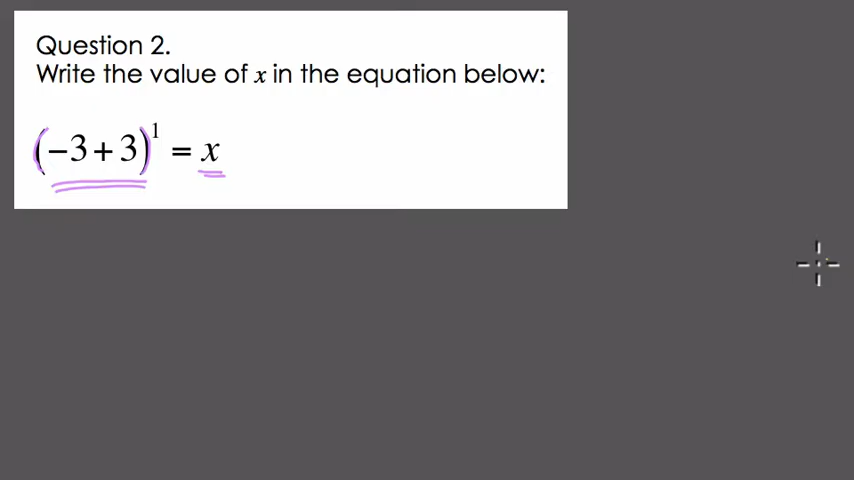 Question 2.
Write the value of x in the equation below:
(−3+3)¹ = x